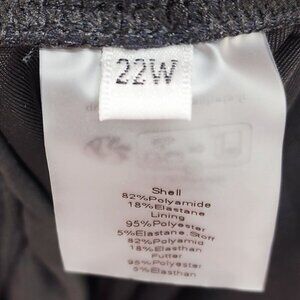 22W
Shell
82%Polyamide
18%Elastane
Lining
95%Polyester
5%Elastane, Stoff
82%Polyamid
18%Elasthan
Futter
95%Polyester
5%Elasthan